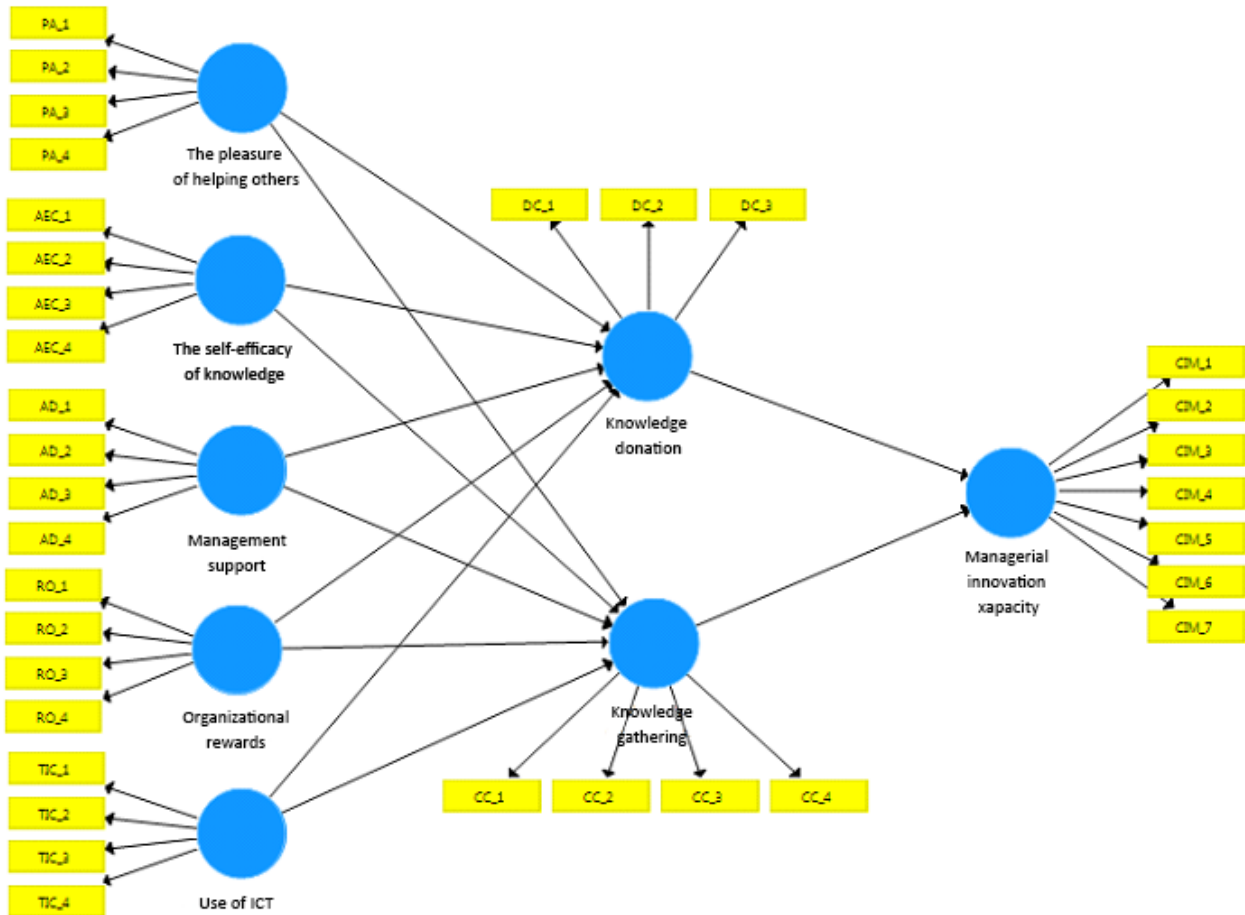 PA_1
PA_2
PA_3
PA_4
The pleasure
of helping others
AEC_1
AEC_2
AEC_3
AEC_4
The self-efficacy
of knowledge
AD_1
AD_2
AD_3
AD_4
Management
support
RO_1
RO_2
RO_3
RO_4
Organizational
rewards
TIC_1
TIC_2
TIC_3
TIC_4
Use of ICT
DC_1
DC_2
DC_3
Knowledge
donation
Knowledge
gathering
CC_1
CC_2
CC_3
CC_4
Managerial
innovation
xapacity
CIM_1
CIM_2
CIM_3
CIM_4
CIM_5
CIM_6
CIM_7